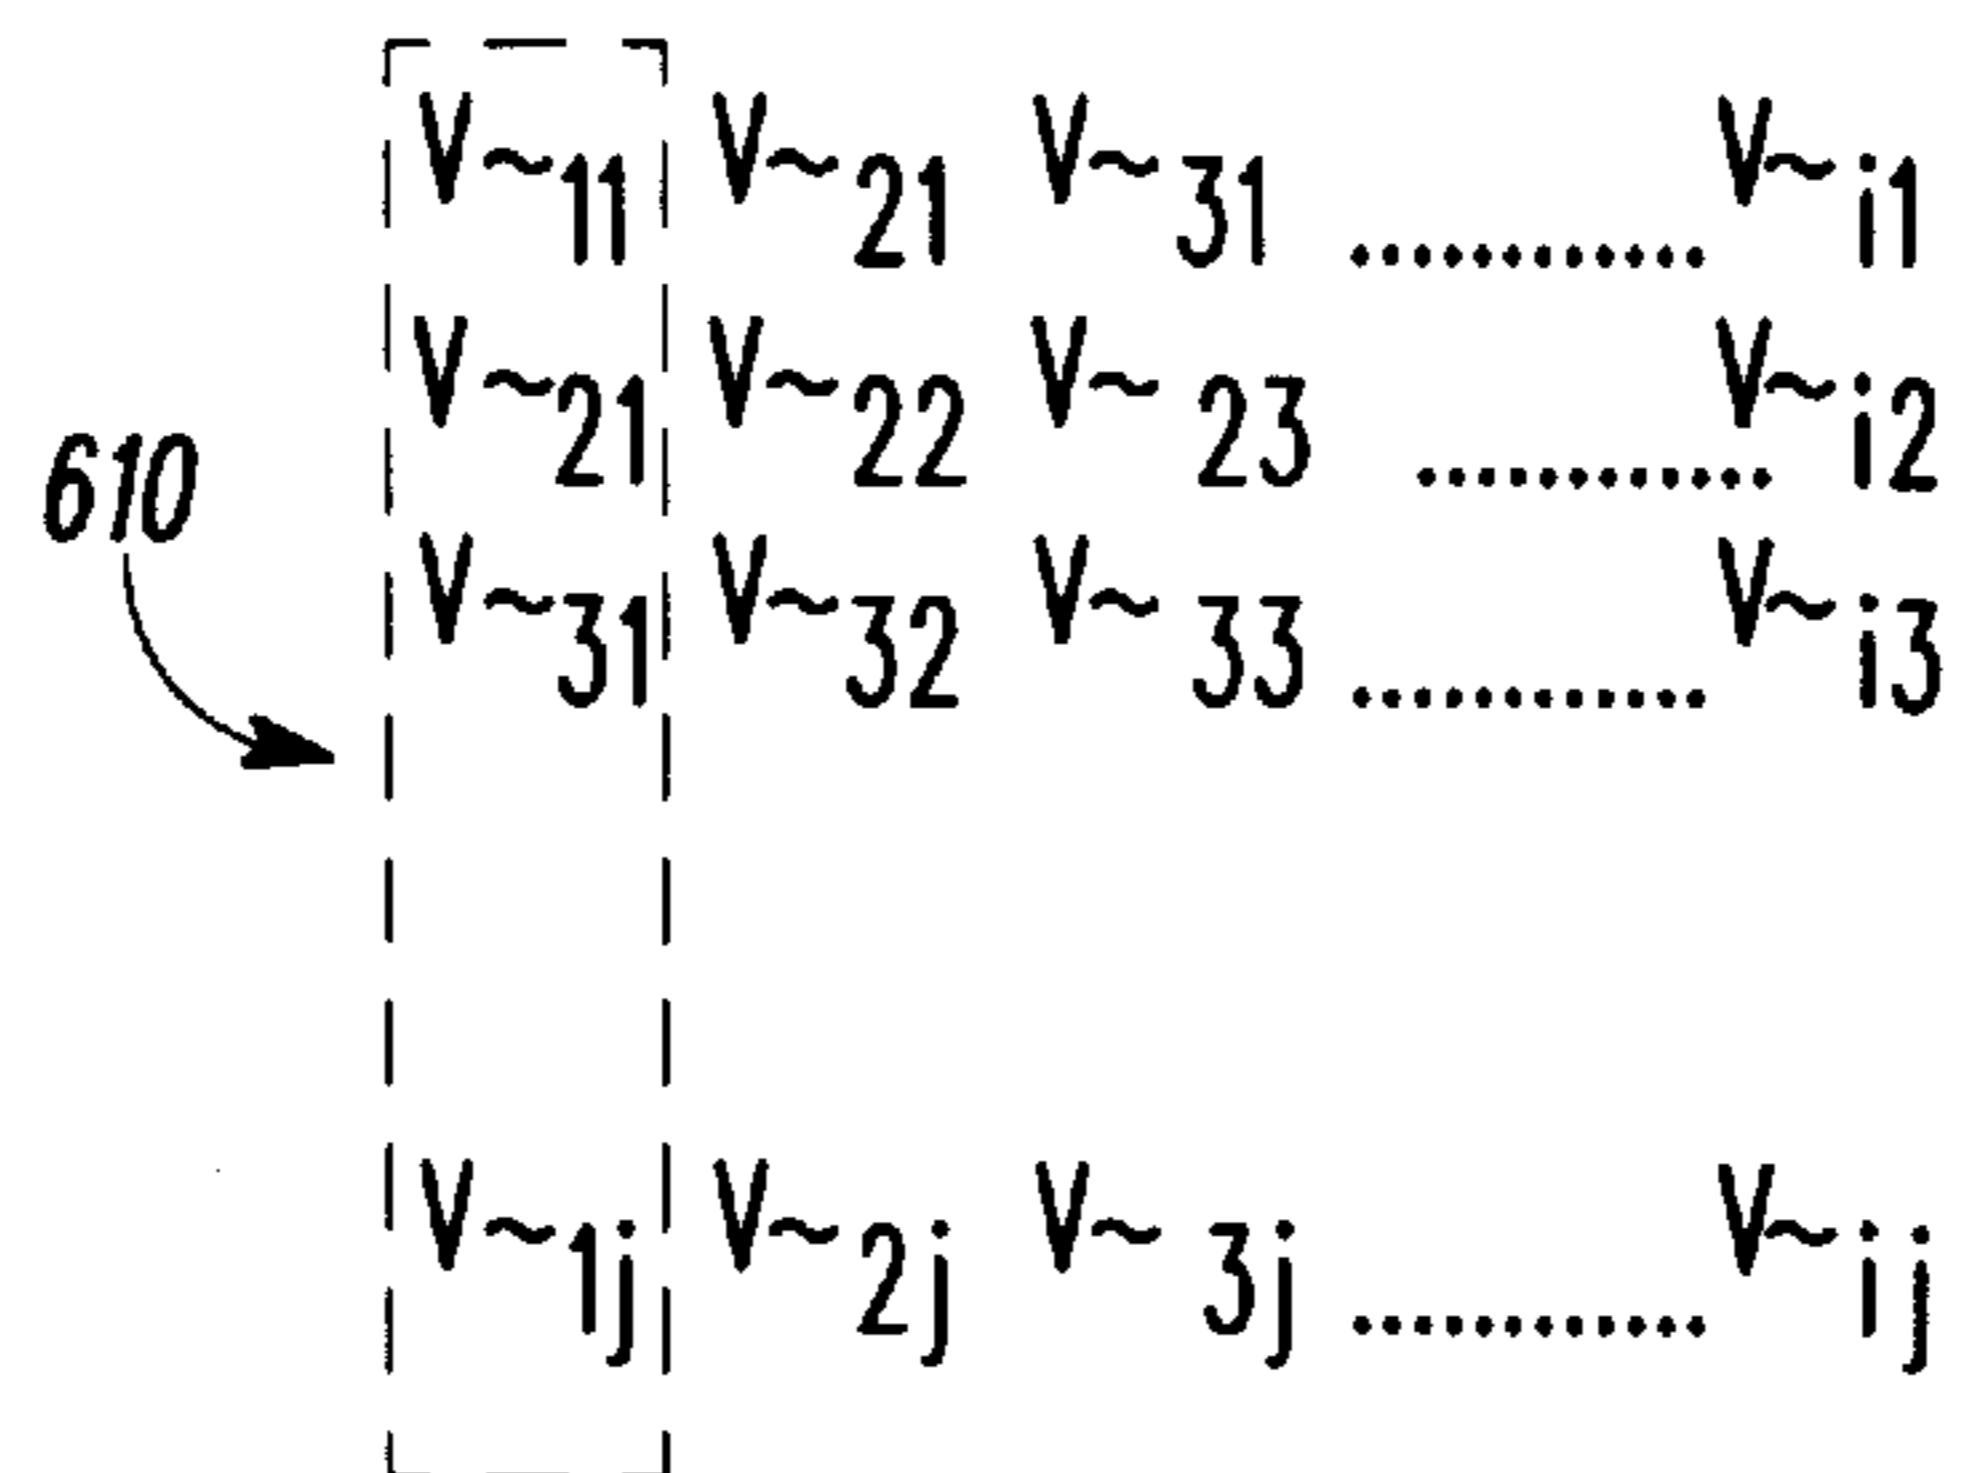 V~11 V~21 V~31 ............ V~i1
V~21 V~22 V~23 ............ V~i2
610
V~31 V~32 V~33 ............ V~i3
V~1j V~2j V~3j ............ V~ij